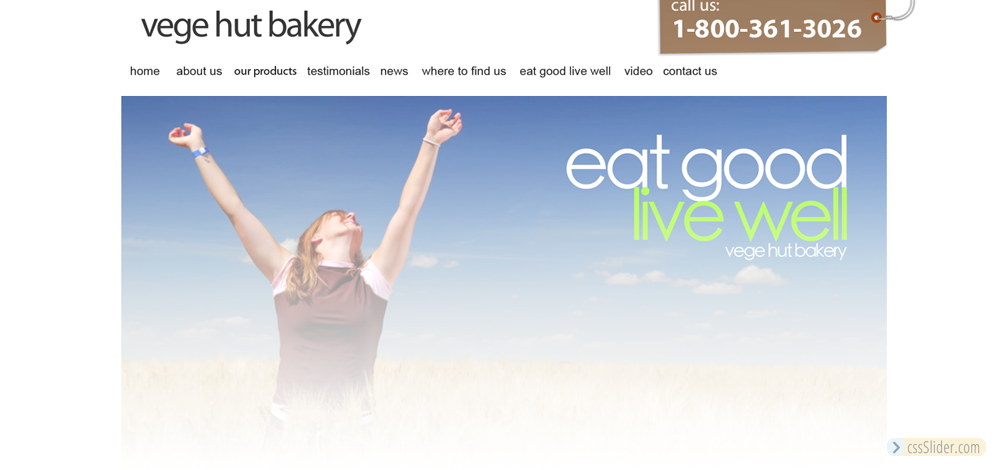 vege hut bakery
call us:
1-800-361-3026
home about us our products testimonials news where to find us eat good live well video contact us
eat good
live well
vege hut bakery
cssSlider.com